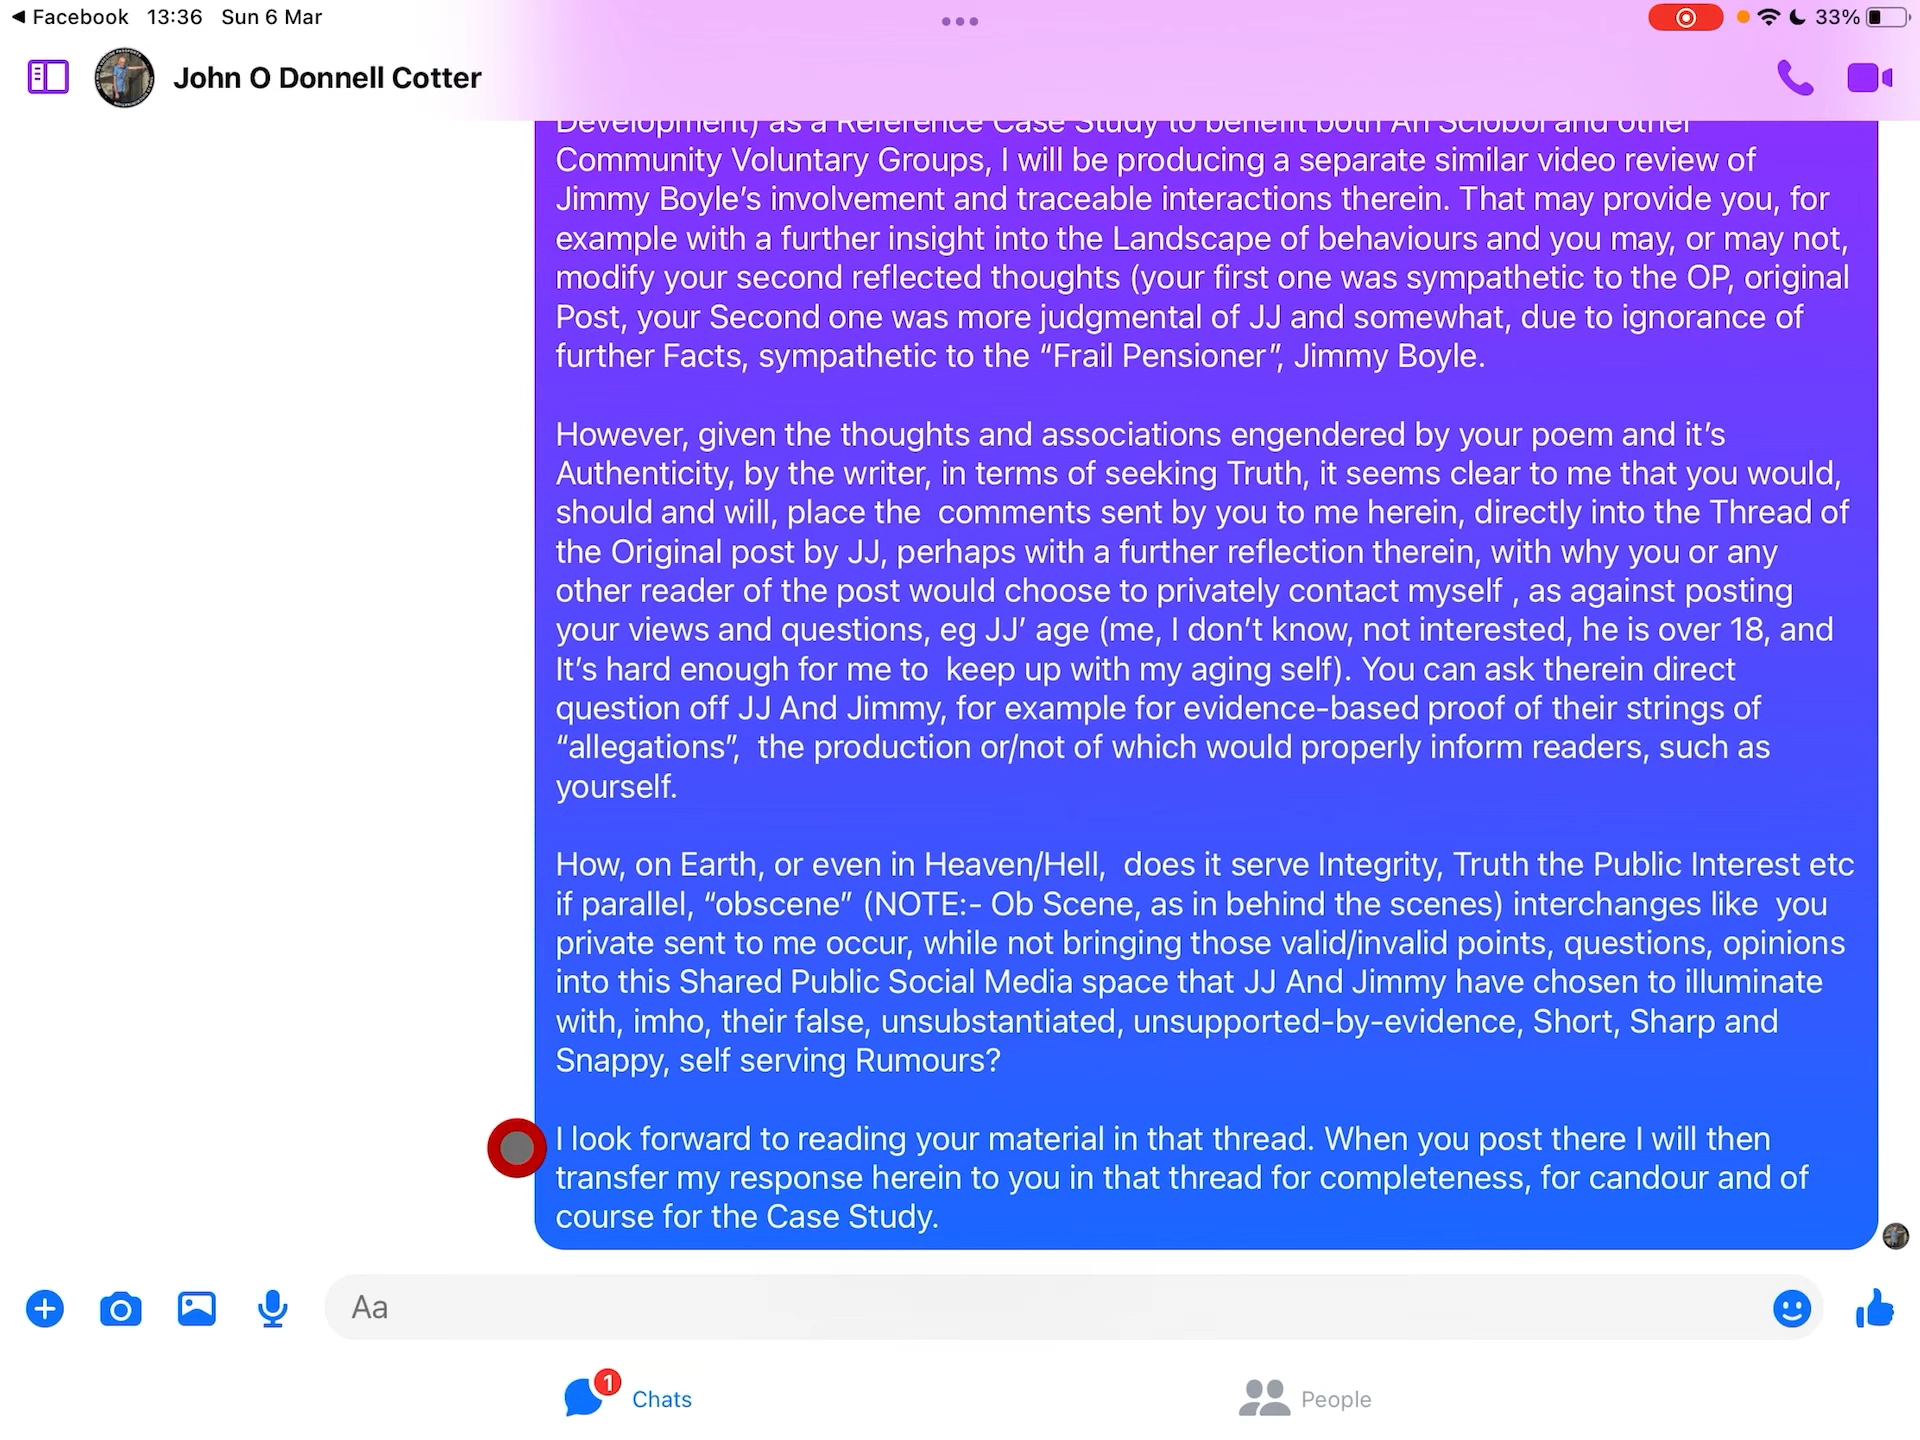 Facebook 13:36 Sun 6 Mar
33%
John O Donnell Cotter
Development) as a Reference Case Study to benefit both An Sciobol and other
Community Voluntary Groups, I will be producing a separate similar video review of
Jimmy Boyle’s involvement and traceable interactions therein. That may provide you, for
example with a further insight into the Landscape of behaviours and you may, or may not,
modify your second reflected thoughts (your first one was sympathetic to the OP, original
Post, your Second one was more judgmental of JJ and somewhat, due to ignorance of
further Facts, sympathetic to the “Frail Pensioner”, Jimmy Boyle.
However, given the thoughts and associations engendered by your poem and it’s
Authenticity, by the writer, in terms of seeking Truth, it seems clear to me that you would,
should and will, place the  comments sent by you to me herein, directly into the Thread of
the Original post by JJ, perhaps with a further reflection therein, with why you or any
other reader of the post would choose to privately contact myself , as against posting
your views and questions, eg JJ’ age (me, I don’t know, not interested, he is over 18, and
It’s hard enough for me to  keep up with my aging self). You can ask therein direct
question off JJ And Jimmy, for example for evidence-based proof of their strings of
“allegations”,  the production or/not of which would properly inform readers, such as
yourself.
How, on Earth, or even in Heaven/Hell,  does it serve Integrity, Truth the Public Interest etc
if parallel, “obscene” (NOTE:- Ob Scene, as in behind the scenes) interchanges like  you
private sent to me occur, while not bringing those valid/invalid points, questions, opinions
into this Shared Public Social Media space that JJ And Jimmy have chosen to illuminate
with, imho, their false, unsubstantiated, unsupported-by-evidence, Short, Sharp and
Snappy, self serving Rumours?
I look forward to reading your material in that thread. When you post there I will then
transfer my response herein to you in that thread for completeness, for candour and of
course for the Case Study.
Aa
1
Chats
People